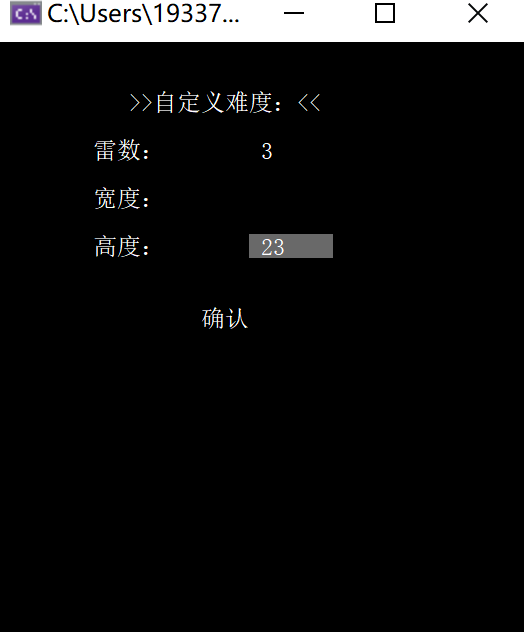 C:\Users\19337...
>>自定义难度：<<
雷数： 3
宽度：
高度： 23
确认